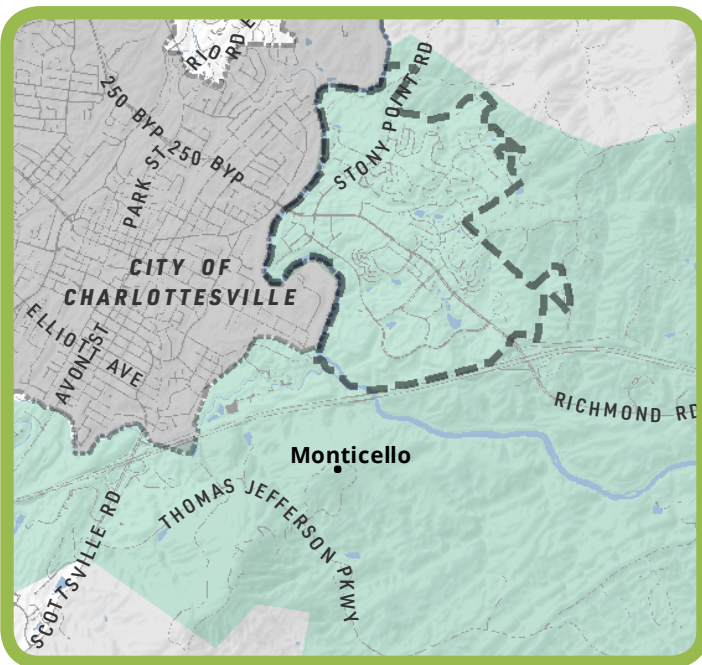 RIO
RD E
250 BYP
250 BYP
STONY POINT RD
PARK ST
CITY OF
CHARLOTTESVILLE
ELLIOTT AVE
AVON ST
RICHMOND RD
Monticello
THOMAS JEFFERSON PKWY
SCOTTSVILLE RD